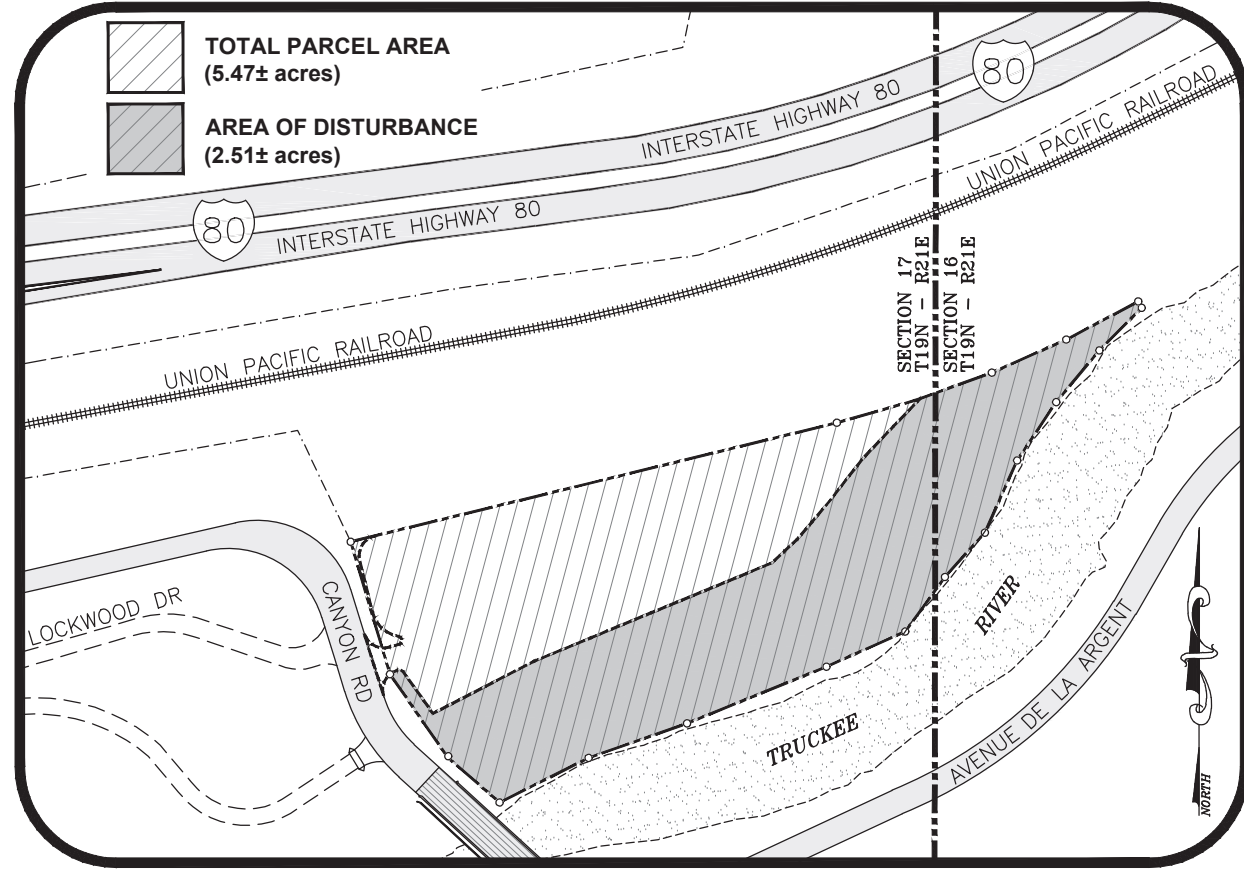 TOTAL PARCEL AREA
(5.47± acres)
AREA OF DISTURBANCE
(2.51± acres)
INTERSTATE HIGHWAY 80
80
UNION PACIFIC RAILROAD
80
INTERSTATE HIGHWAY 80
SECTION 17
T19N - R21E
SECTION 16
T19N - R21E
UNION PACIFIC RAILROAD
LOCKWOOD DR
CANYON RD
TRUCKEE
RIVER
AVENUE DE LA ARGENT
NORTH